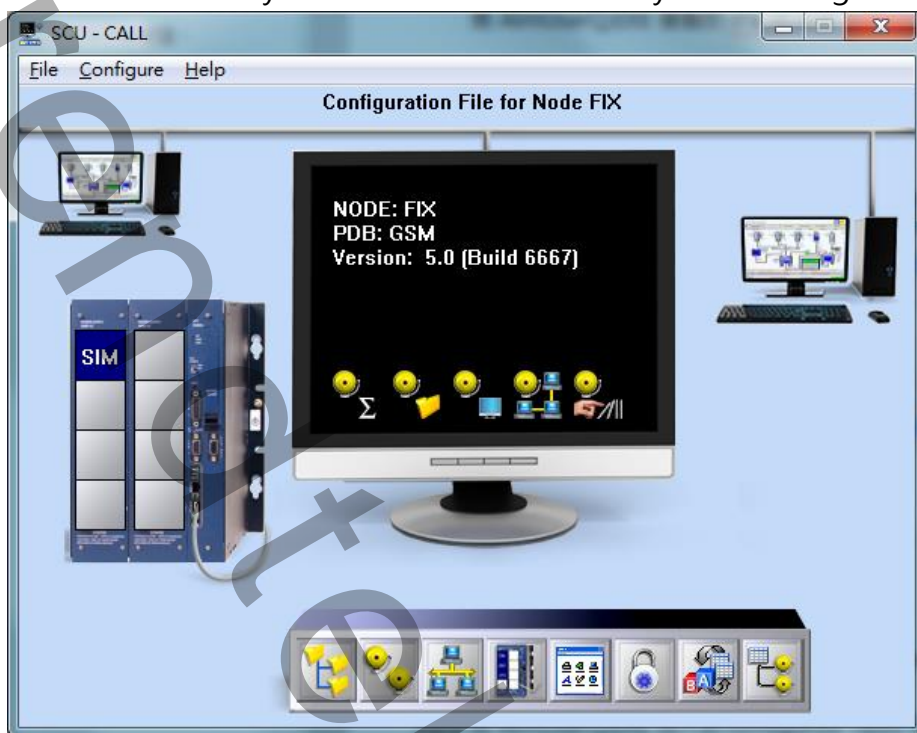 SCU - CALL
File Configure Help
Configuration File for Node FIX
NODE: FIX
PDB: GSM
Version: 5.0 (Build 6667)
SIM